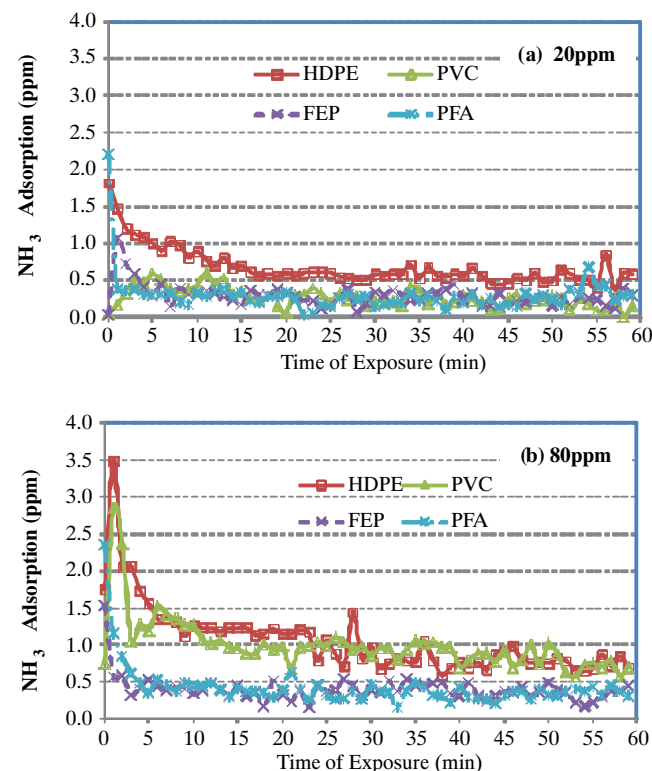 4.0
3.5
3.0
2.5
2.0
1.5
1.0
0.5
0.0
NH3 Adsorption (ppm)
(a) 20ppm
HDPE PVC
FEP PFA
0 5 10 15 20 25 30 35 40 45 50 55 60
Time of Exposure (min)
4.0
3.5
3.0
2.5
2.0
1.5
1.0
0.5
0.0
NH3 Adsorption (ppm)
(b) 80ppm
HDPE PVC
FEP PFA
0 5 10 15 20 25 30 35 40 45 50 55 60
Time of Exposure (min)